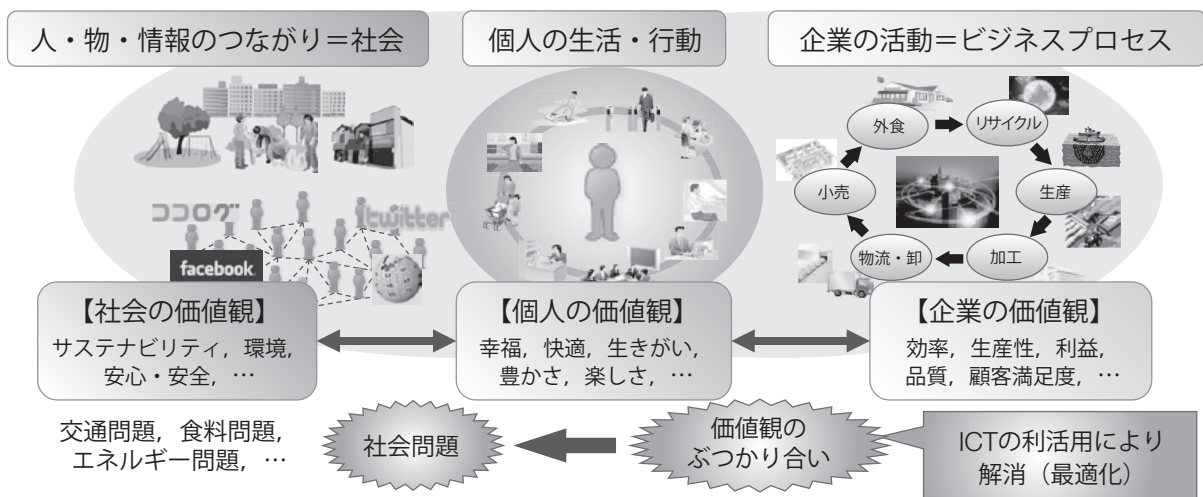 人・物・情報のつながり＝社会
個人の生活・行動
企業の活動＝ビジネスプロセス
外食
リサイクル
小売
生産
物流・卸
加工
ココログ
twitter
facebook
【社会の価値観】
サステナビリティ，環境，
安心・安全，…
【個人の価値観】
幸福，快適，生きがい，
豊かさ，楽しさ，…
【企業の価値観】
効率，生産性，利益，
品質，顧客満足度，…
交通問題，食料問題，
エネルギー問題，…
社会問題
価値観の
ぶつかり合い
ICTの利活用により
解消（最適化）